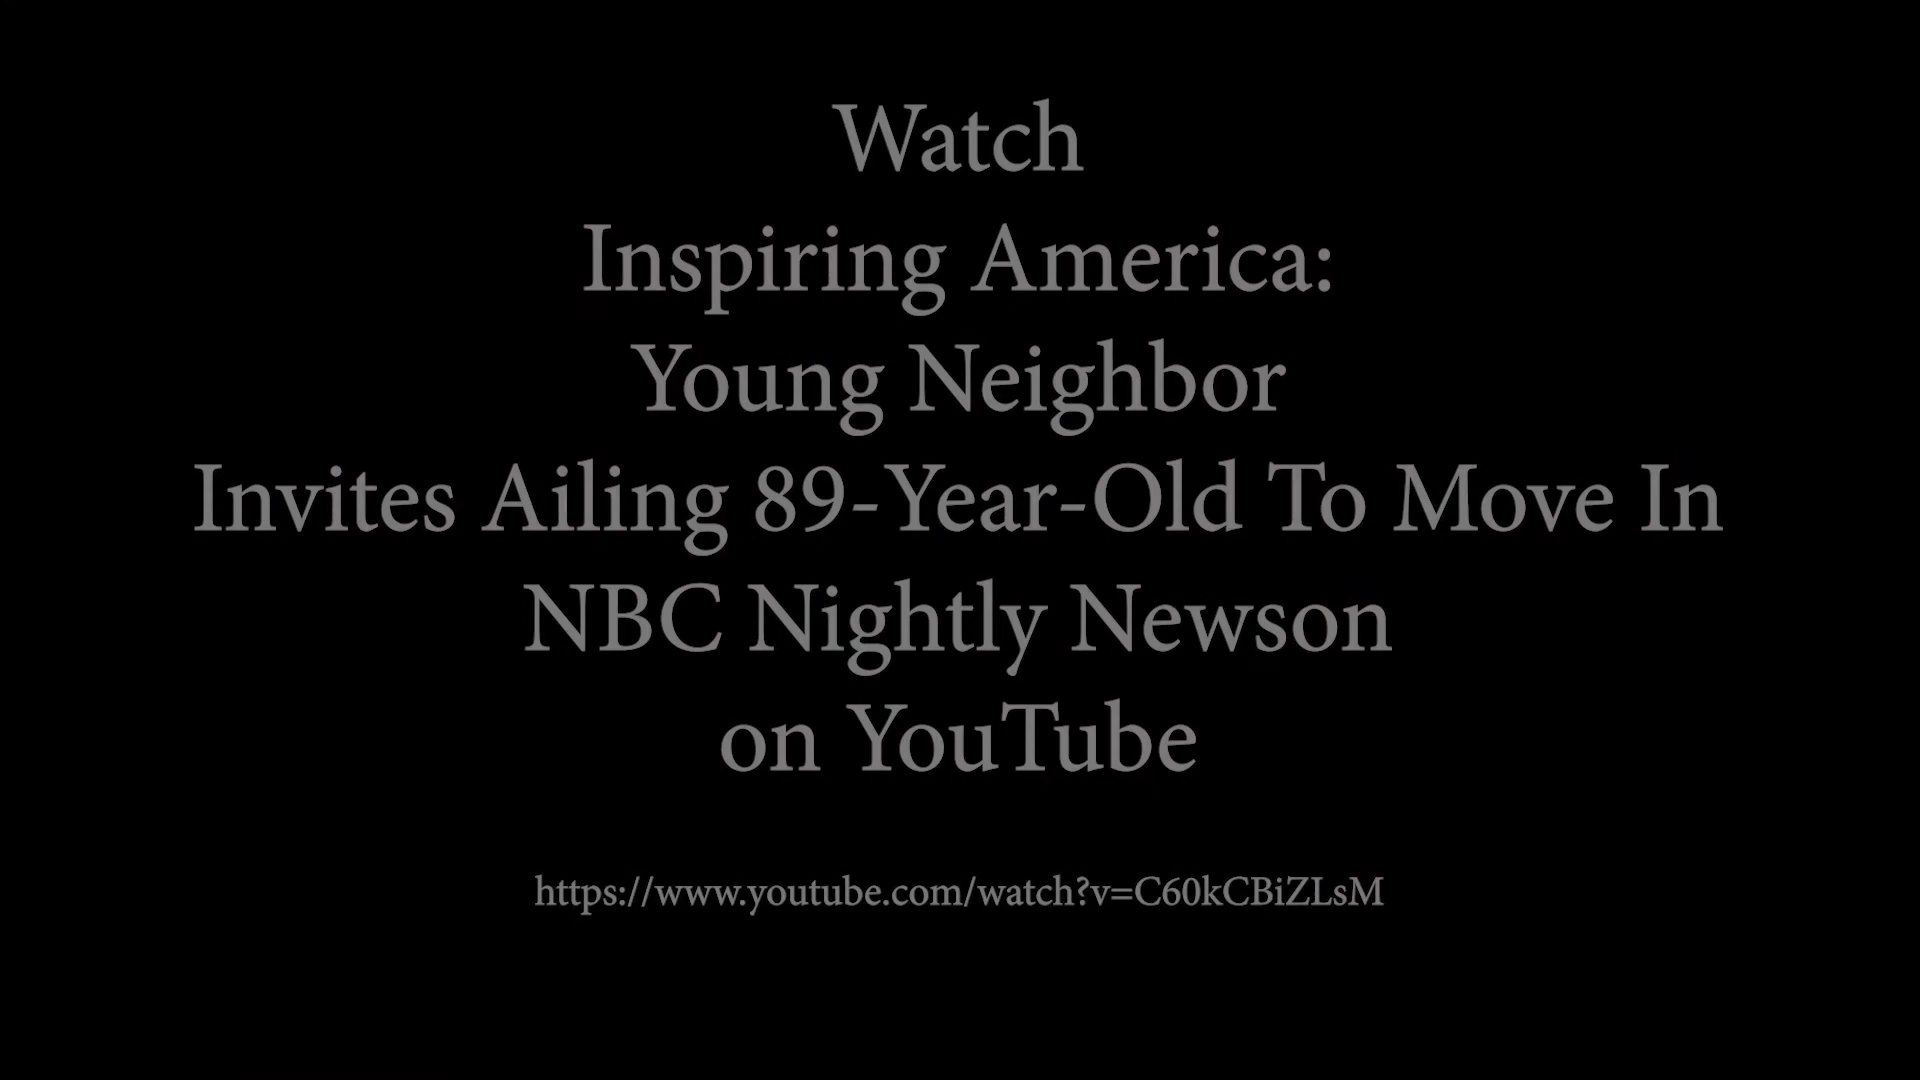 Watch
Inspiring America:
Young Neighbor
Invites Ailing 89-Year-Old To Move In
NBC Nightly Newson
on YouTube
https://www.youtube.com/watch?v=C60kCBiZLsM